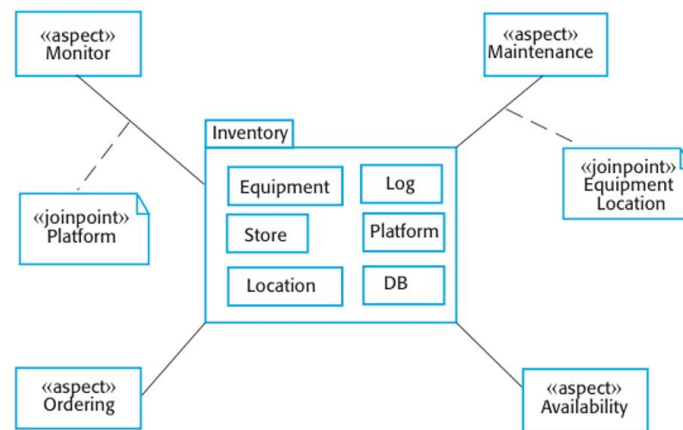 «aspect»
Monitor
«aspect»
Maintenance
Inventory
«joinpoint»
Platform
Equipment
Log
Store
Platform
Location
DB
«joinpoint»
Equipment
Location
«aspect»
Ordering
«aspect»
Availability